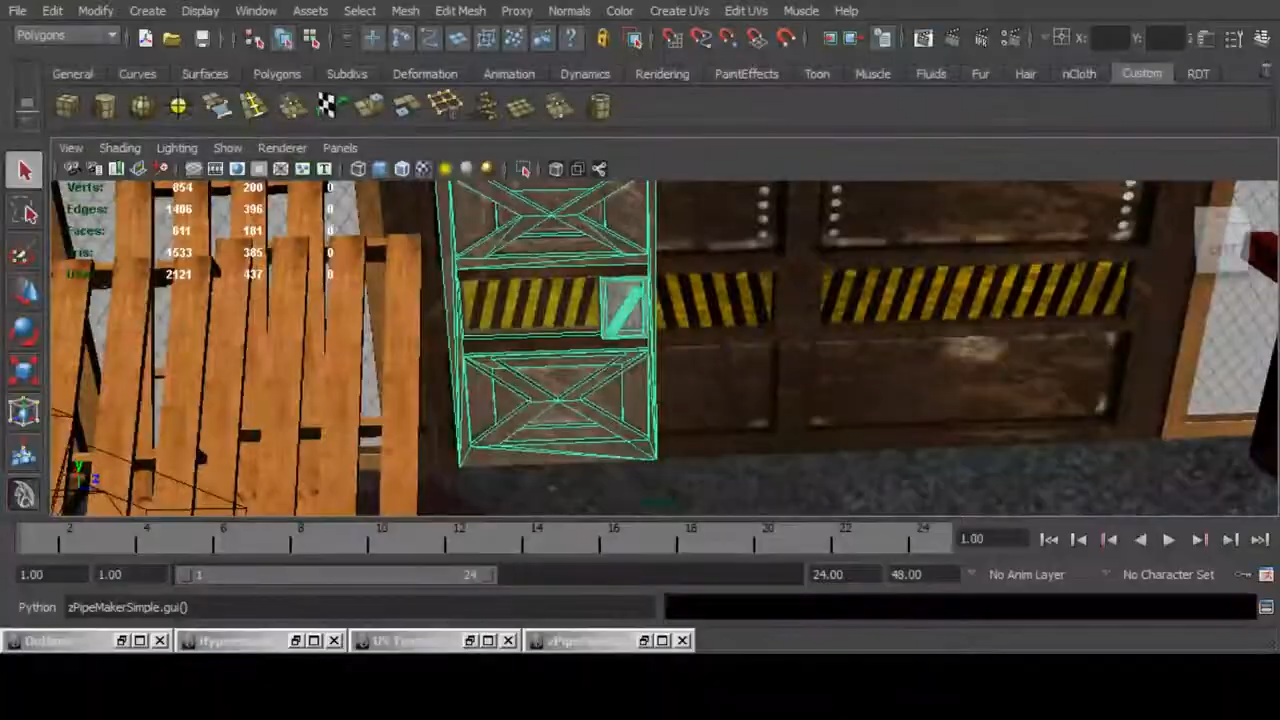 File Edit Modify Create Display Window Assets Select Mesh Edit Mesh Proxy Normals Color Create UVs Edit UVs Muscle Help
Polygons X: Y:
General Curves Surfaces Polygons Subdivs Deformation Animation Dynamics Rendering PaintEffects Toon Muscle Fluids Fur Hair nCloth Custom RDT
View Shading Lighting Show Renderer Panels
Verts: 854 200 0
Edges: 1406 396 0
Faces: 611 181 0
Tris: 1533 385 0
2121 437 0
y
z
2 4 6 8 10 12 14 16 18 20 22 24 1.00
1.00 1.00 1 24 24.00 48.00 No Anim Layer No Character Set
Python zPipeMakerSimple.gui()